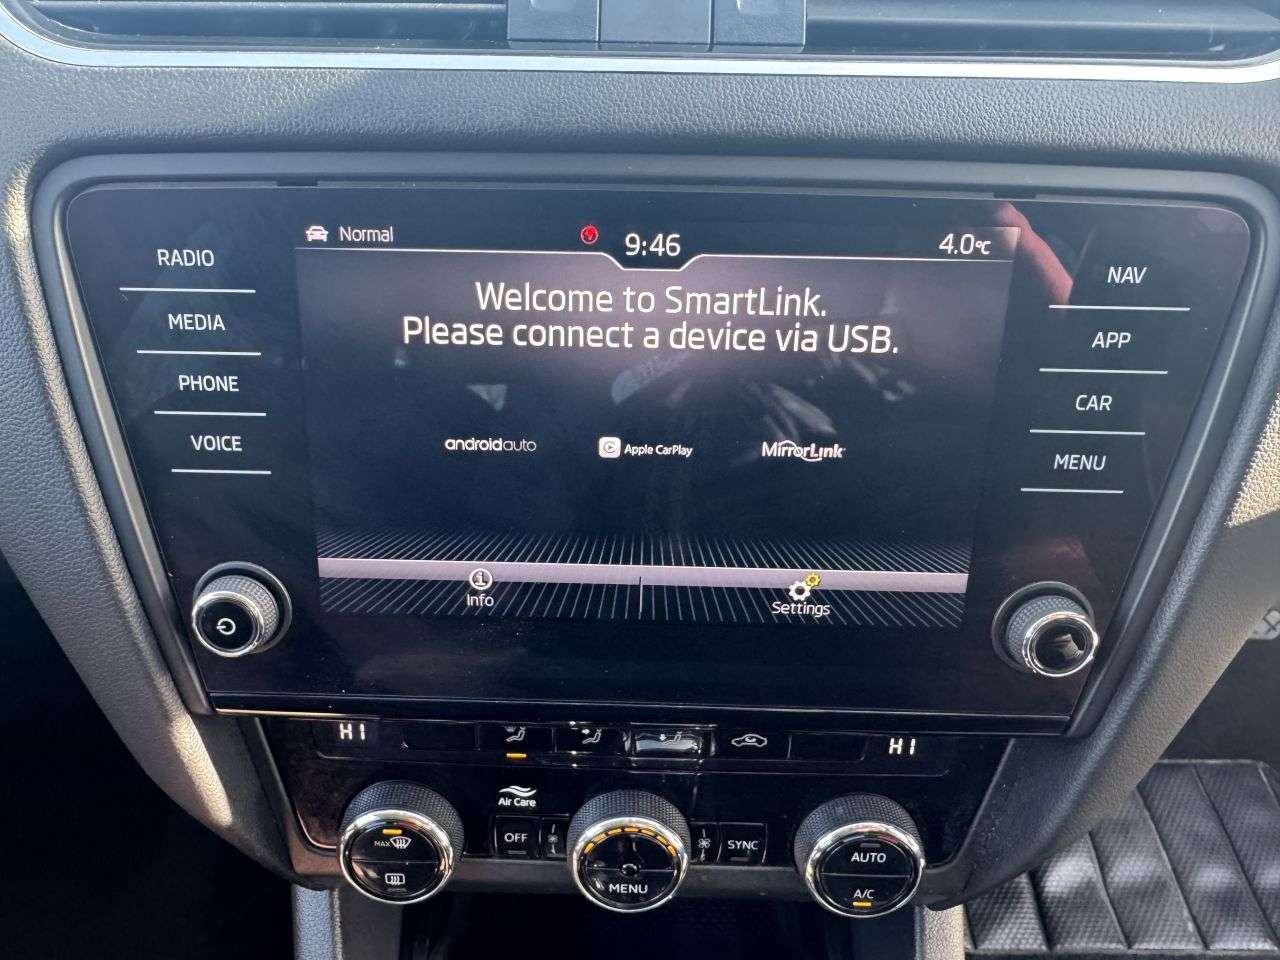 Normal
9:46
4.0°C
RADIO
MEDIA
PHONE
VOICE
Welcome to SmartLink.
Please connect a device via USB.
androidauto
Apple CarPlay
MirrorLink
Info
Settings
NAV
APP
CAR
MENU
HI
HI
Air Care
MAX
OFF
MENU
SYNC
AUTO
A/C